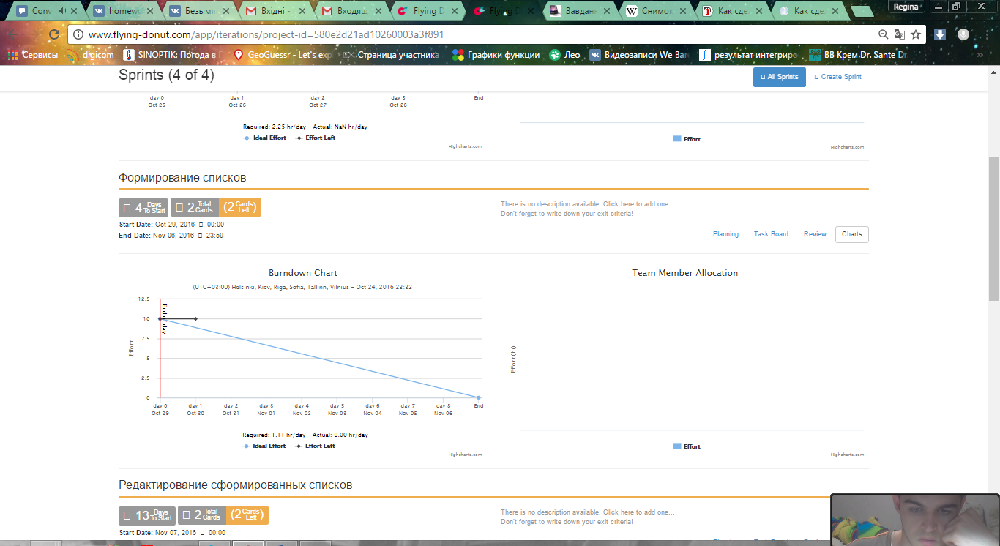 Regina
Conv
homewo
Безымя
Вхідні -
Входящ
Flying D
Flying D
Завданн
Снимок
Как сде
Как сде
www.flying-donut.com/app/iterations/project-id=580e2d21ad10260003a3f891
Сервисы
digicom
SINOPTIK: Погода в Г
GeoGuessr - Let's exp
Страница участника
Графики функции
Лео
Видеозаписи We Bar
результат интегриро
BB Крем Dr. Sante Dr
Sprints (4 of 4)
All Sprints
Create Sprint
day 0 day 1 day 2 day 3 End
Oct 25 Oct 26 Oct 27 Oct 28
Required: 2.25 hr/day – Actual: NaN hr/day
Ideal Effort Effort Left
Highcharts.com
Effort
Highcharts.com
Формирование списков
4 Days To Start 2 Total Cards (2 Cards Left)
Start Date: Oct 29, 2016 00:00
End Date: Nov 06, 2016 23:59
There is no description available. Click here to add one...
Don't forget to write down your exit criteria!
Planning Task Board Review Charts
Burndown Chart
(UTC+03:00) Helsinki, Kiev, Riga, Sofia, Tallinn, Vilnius – Oct 24, 2016 23:32
12.5
10
7.5
5
2.5
0
Effort
End of day
day 0 day 1 day 2 day 3 day 4 day 5 day 6 day 7 day 8 End
Oct 29 Oct 30 Oct 31 Nov 01 Nov 02 Nov 03 Nov 04 Nov 05 Nov 06
Required: 1.11 hr/day – Actual: 0.00 hr/day
Ideal Effort Effort Left
Highcharts.com
Team Member Allocation
Effort (hr)
Effort
Highcharts.com
Редактирование сформированных списков
13 Days To Start 2 Total Cards (2 Cards Left)
Start Date: Nov 07, 2016 00:00
There is no description available. Click here to add one...
Don't forget to write down your exit criteria!